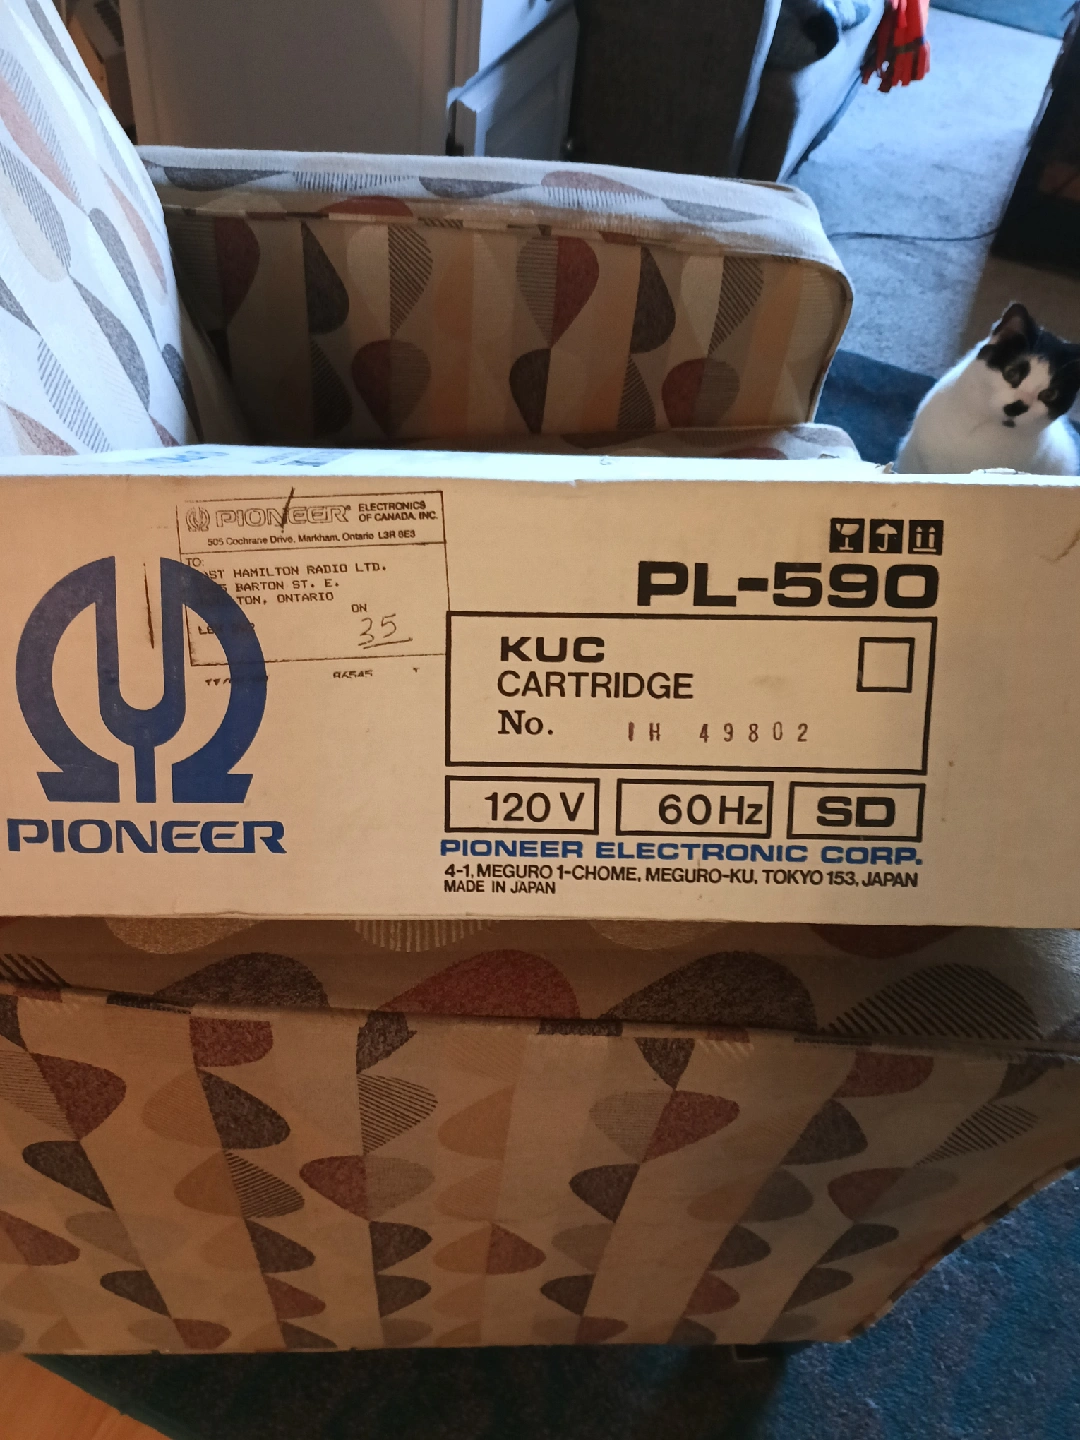 PIONEER ELECTRONICS
OF CANADA, INC.
505 Cochrane Drive, Markham, Ontario L3R 8E3
TO:
HAMILTON RADIO LTD.
BARTON ST. E.
ONTARIO
ON
35
PIONEER
PL-590
KUC
CARTRIDGE
No. IH 49802
120 V 60 Hz SD
PIONEER ELECTRONIC CORP.
4-1, MEGURO 1-CHOME, MEGURO-KU, TOKYO 153, JAPAN
MADE IN JAPAN